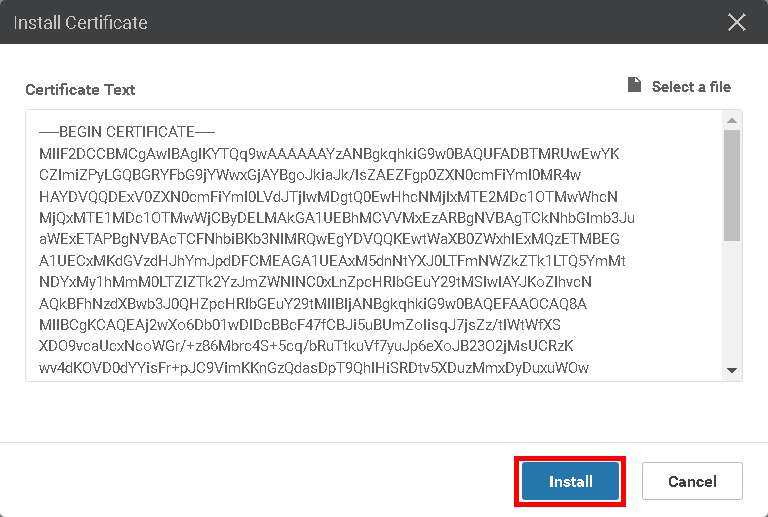 Install Certificate
Certificate Text
Select a file
-----BEGIN CERTIFICATE-----
MIIF2DCCBMCgAwIBAgIKYTQq9wAAAAAAYzANBgkqhkiG9w0BAQUFADBTMRUwEwYK
CZImiZPyLGQBGRYFbG9jYWwxGjAYBgoJkiaJk/IsZAEZFgp0ZXN0cmFiYmI0MR4w
HAYDVQQDExV0ZXN0cmFiYmI0LVdJTjIwMDgtQ0EwHhcNMjIxMTE2MDc1OTMwWhcN
MjQxMTE1MDc1OTMwWjCByDELMAkGA1UEBhMCVVMxEzARBgNVBAgTCkNhbGlmb3Ju
aWExETAPBgNVBAcTCFNhbiBKb3NlMRQwEgYDVQQKEwtWaXB0ZWxhIExMQzETMBEG
A1UECxMKdGVzdHJhYmJpdDFCMEAGA1UEAxM5dnNtYXJ0LTFmNWZkZTk1LTQ5YmMt
NDYxMy1hMmM0LTZlZTk2YzJmZWNlNC0xLnZpcHRlbGEuY29tMSIwIAYJKoZIhvcN
AQkBFhNzdXBwb3J0QHZpcHRlbGEuY29tMIIBIjANBgkqhkiG9w0BAQEFAAOCAQ8A
MIIBCgKCAQEAj2wXo6Db01wDIDcBBcF47fCBJi5uBUmZoIisqJ7jsZz/tIWtWfXS
XDO9vcaUcxNcoWGr/+z86Mbrc4S+5cq/bRuTtkuVf7yuJp6eXoJB23O2jMsUCRzK
wv4dKOVD0dYYisFr+pJC9VimKKnGzQdasDpT9QhIHiSRDtv5XDuzMmxDyDuxuWOw
Install
Cancel